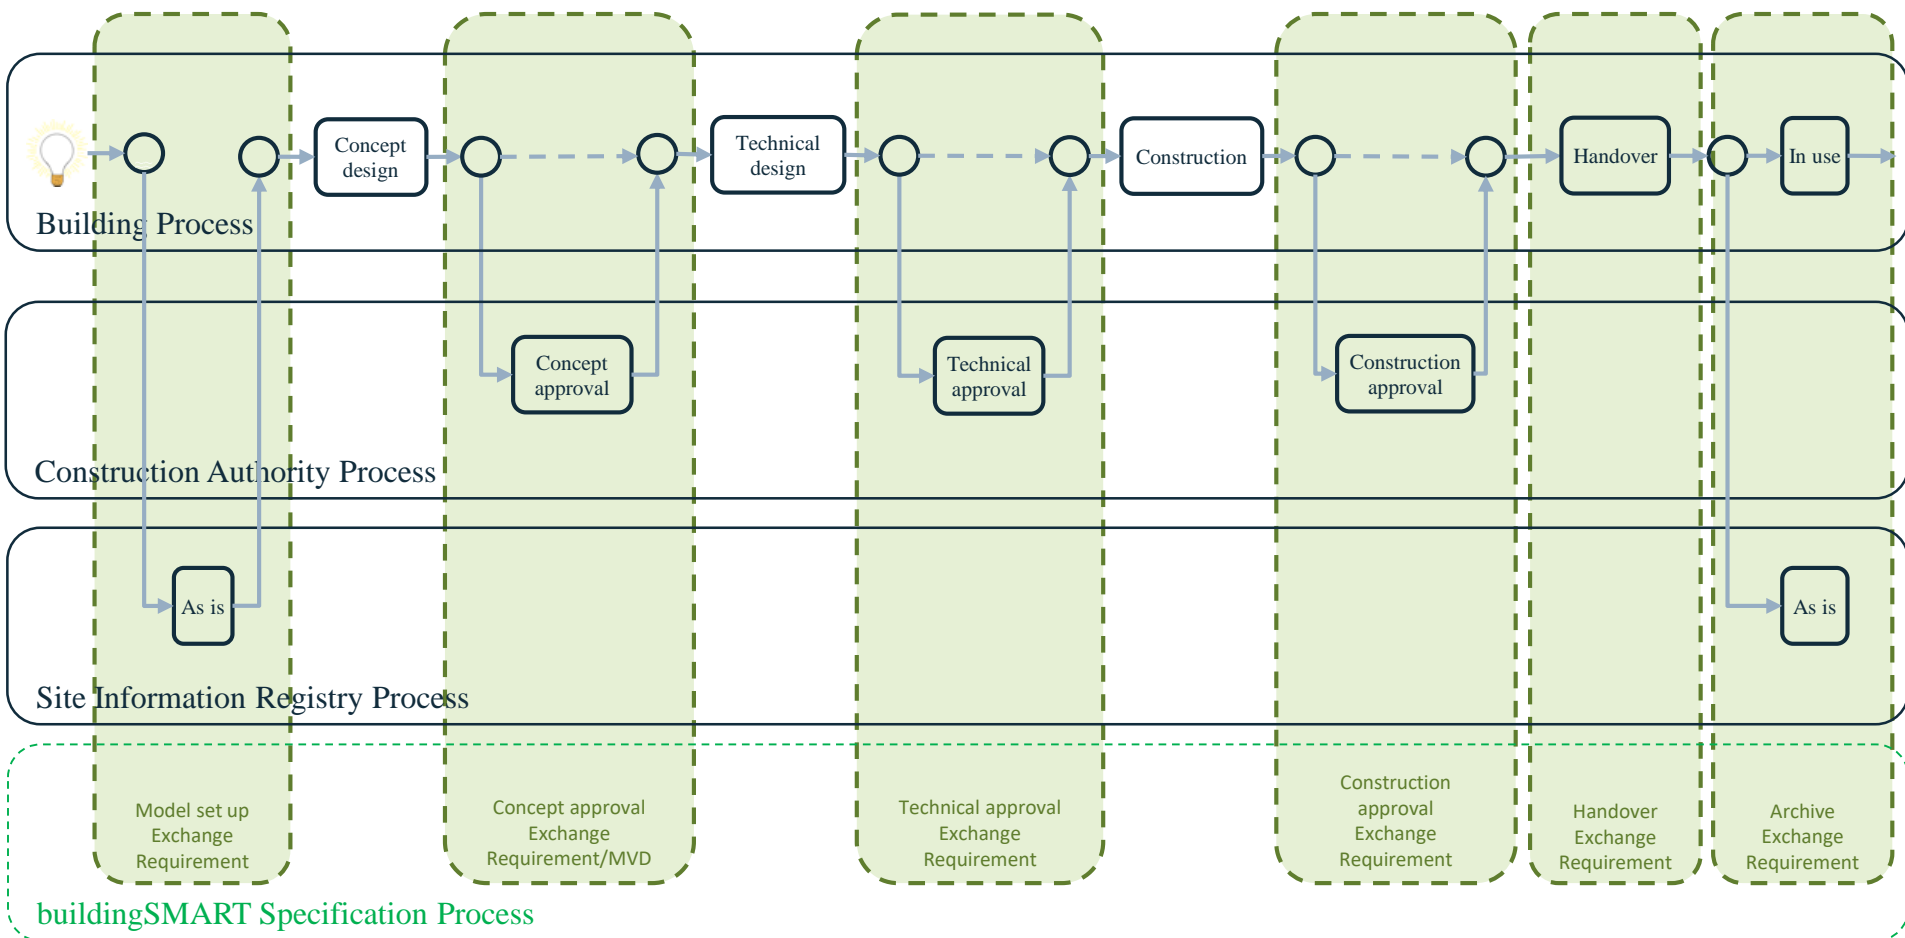 Concept
design
Technical
design
Construction
Handover
In use
Building Process
Concept
approval
Technical
approval
Construction
approval
Construction Authority Process
As is
As is
Site Information Registry Process
Model set up
Exchange
Requirement
Concept approval
Exchange
Requirement/MVD
Technical approval
Exchange
Requirement
Construction
approval
Exchange
Requirement
Handover
Exchange
Requirement
Archive
Exchange
Requirement
buildingSMART Specification Process